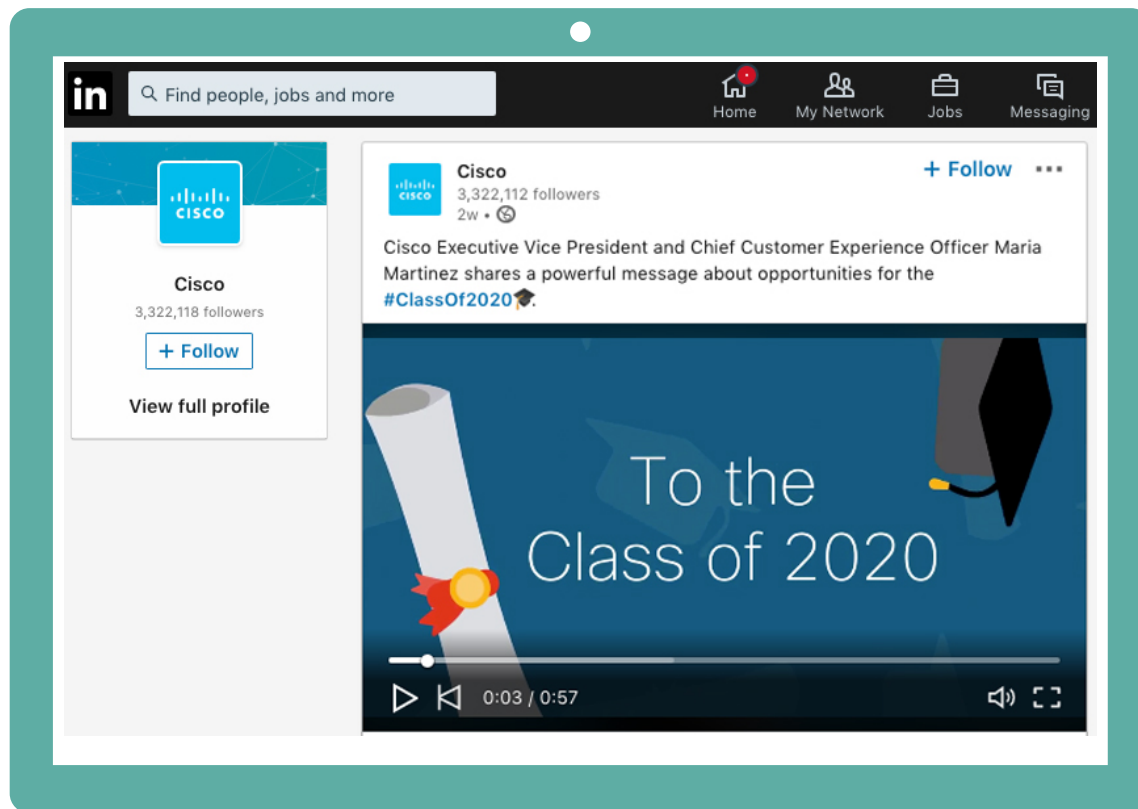 in
Find people, jobs and more
Home
My Network
Jobs
Messaging
CISCO
Cisco
3,322,118 followers
+ Follow
View full profile
CISCO
Cisco
3,322,112 followers
2w •
+ Follow
Cisco Executive Vice President and Chief Customer Experience Officer Maria
Martinez shares a powerful message about opportunities for the
#ClassOf2020🎓.
To the
Class of 2020
0:03 / 0:57